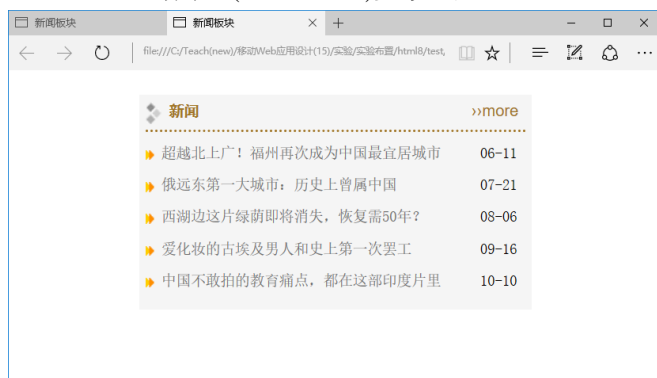 新闻板块
新闻板块
file:///C:/Teach(new)/移动Web应用设计(15)/实验/实验布置/html8/test,
新闻 ››more
超越北上广！福州再次成为中国最宜居城市 06-11
俄远东第一大城市：历史上曾属中国 07-21
西湖边这片绿荫即将消失，恢复需50年？ 08-06
爱化妆的古埃及男人和史上第一次罢工 09-16
中国不敢拍的教育痛点，都在这部印度片里 10-10